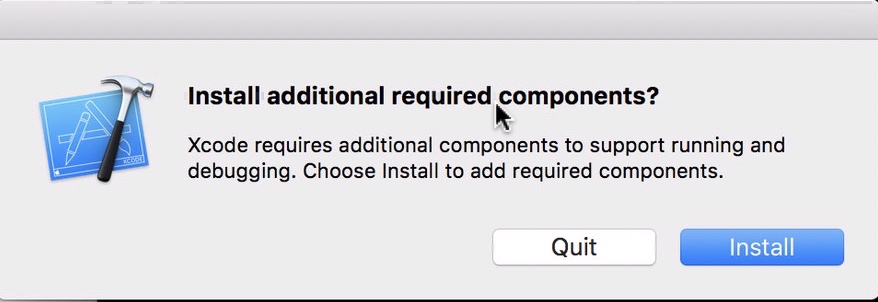 Install additional required components?
Xcode requires additional components to support running and
debugging. Choose Install to add required components.
XCODE
Quit
Install